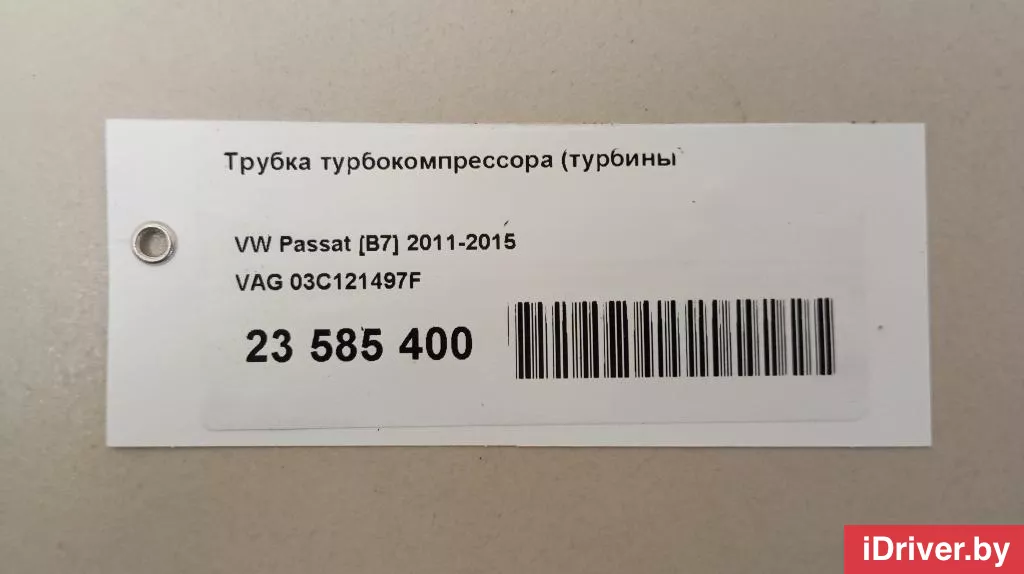 Трубка турбокомпрессора (турбины
VW Passat [B7] 2011-2015
VAG 03C121497F
23 585 400
iDriver.by